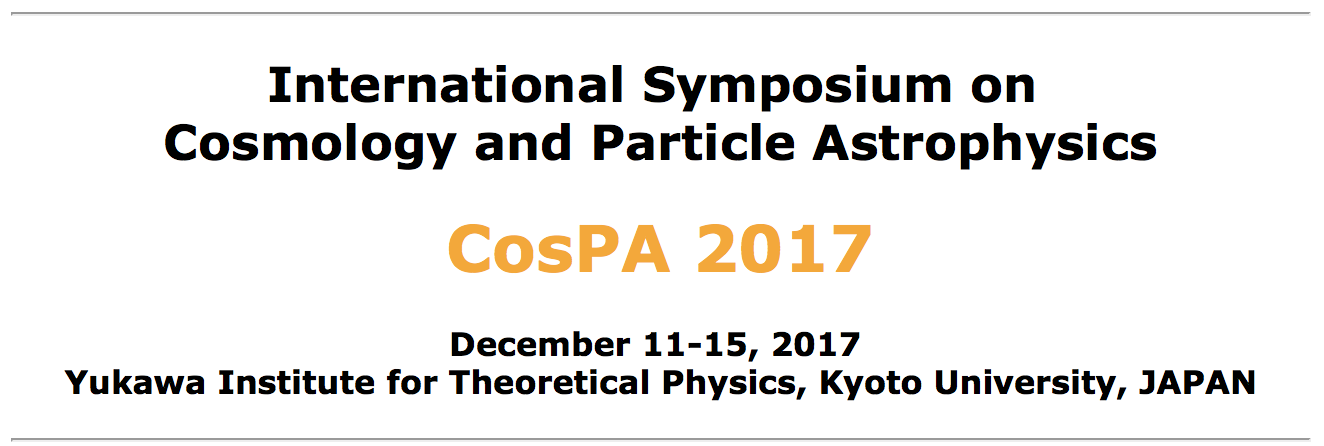 International Symposium on
Cosmology and Particle Astrophysics
CosPA 2017
December 11-15, 2017
Yukawa Institute for Theoretical Physics, Kyoto University, JAPAN